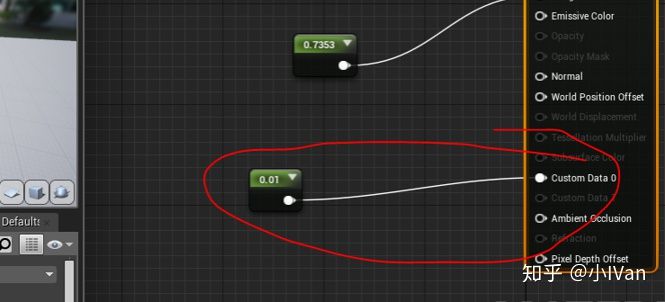 0.7353
Emissive Color
Opacity
Opacity Mask
Normal
World Position Offset
World Displacement
Tessellation Multiplier
Subsurface Color
0.01
Custom Data 0
Custom Data
Ambient Occlusion
Refraction
Pixel Depth Offset
Defaults
知乎 @小IVan